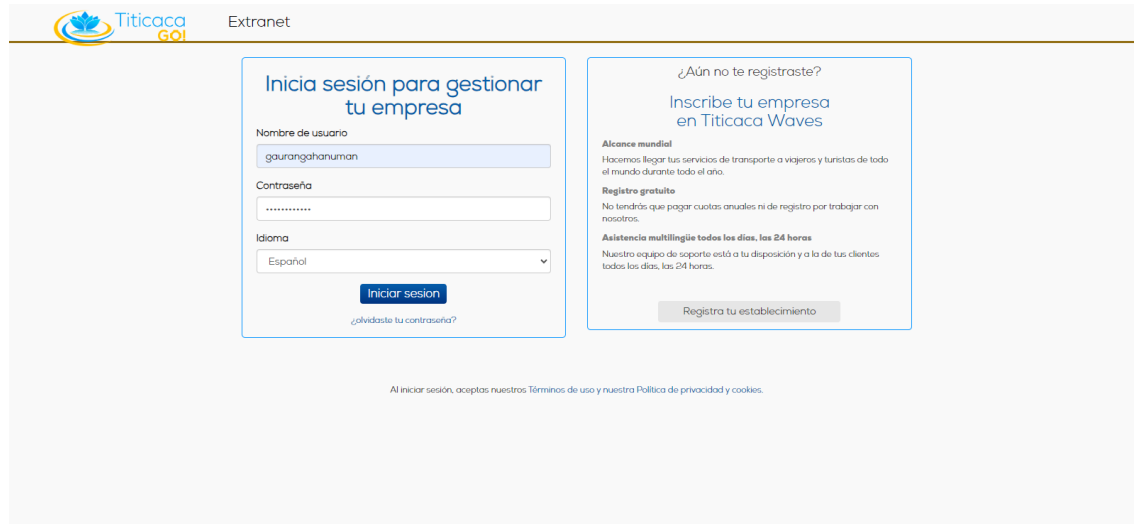 Titicaca
GO!
Extranet
Inicia sesión para gestionar
tu empresa
Nombre de usuario
gaurangahanuman
Contraseña
••••••••••••
Idioma
Español
Iniciar sesion
¿olvidaste tu contraseña?
¿Aún no te registraste?
Inscribe tu empresa
en Titicaca Waves
Alcance mundial
Hacemos llegar tus servicios de transporte a viajeros y turistas de todo
el mundo durante todo el año.
Registro gratuito
No tendrás que pagar cuotas anuales ni de registro por trabajar con
nosotros.
Asistencia multilingüe todos los días, las 24 horas
Nuestro equipo de soporte está a tu disposición y a la de tus clientes
todos los días, las 24 horas.
Registra tu establecimiento
Al iniciar sesión, aceptas nuestros Términos de uso y nuestra Política de privacidad y cookies.